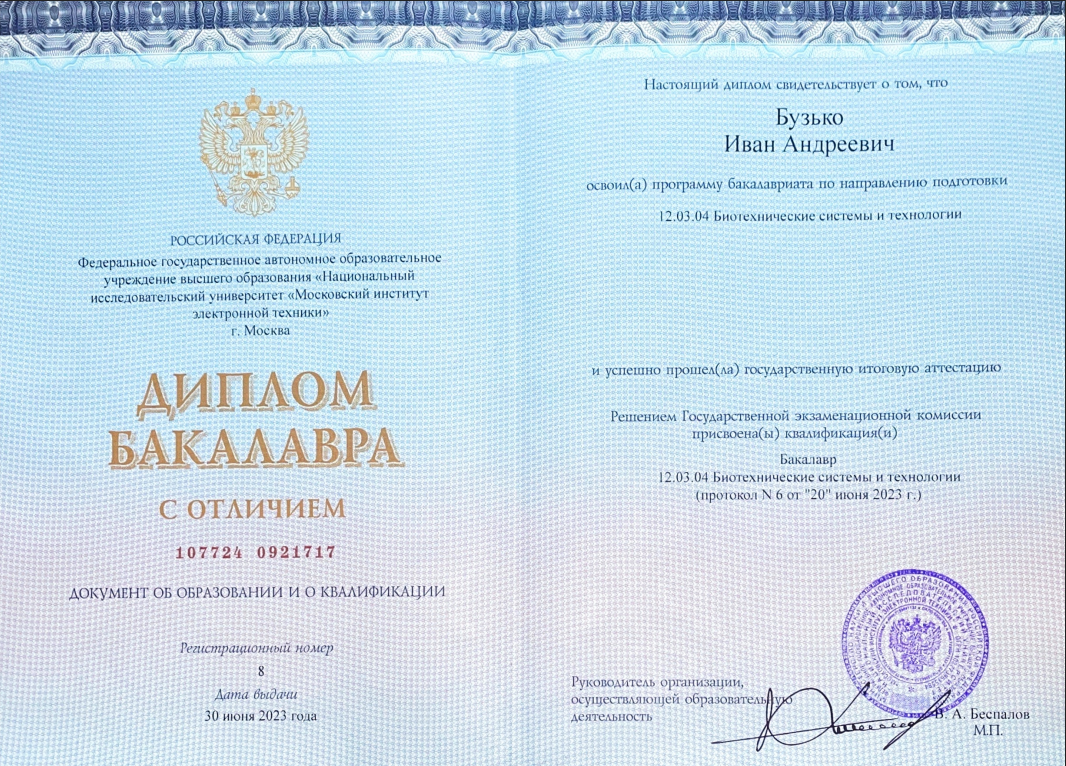 РОССИЙСКАЯ ФЕДЕРАЦИЯ
Федеральное государственное автономное образовательное
учреждение высшего образования «Национальный
исследовательский университет «Московский институт
электронной техники»
г. Москва
ДИПЛОМ
БАКАЛАВРА
С ОТЛИЧИЕМ
107724 0921717
ДОКУМЕНТ ОБ ОБРАЗОВАНИИ И О КВАЛИФИКАЦИИ
Регистрационный номер
8
Дата выдачи
30 июня 2023 года
Настоящий диплом свидетельствует о том, что
Бузько
Иван Андреевич
освоил(а) программу бакалавриата по направлению подготовки
12.03.04 Биотехнические системы и технологии
и успешно прошел(ла) государственную итоговую аттестацию
Решением Государственной экзаменационной комиссии
присвоена(ы) квалификация(и)
Бакалавр
12.03.04 Биотехнические системы и технологии
(протокол N 6 от "20" июня 2023 г.)
Руководитель организации,
осуществляющей образовательную
деятельность
В. А. Беспалов
М.П.